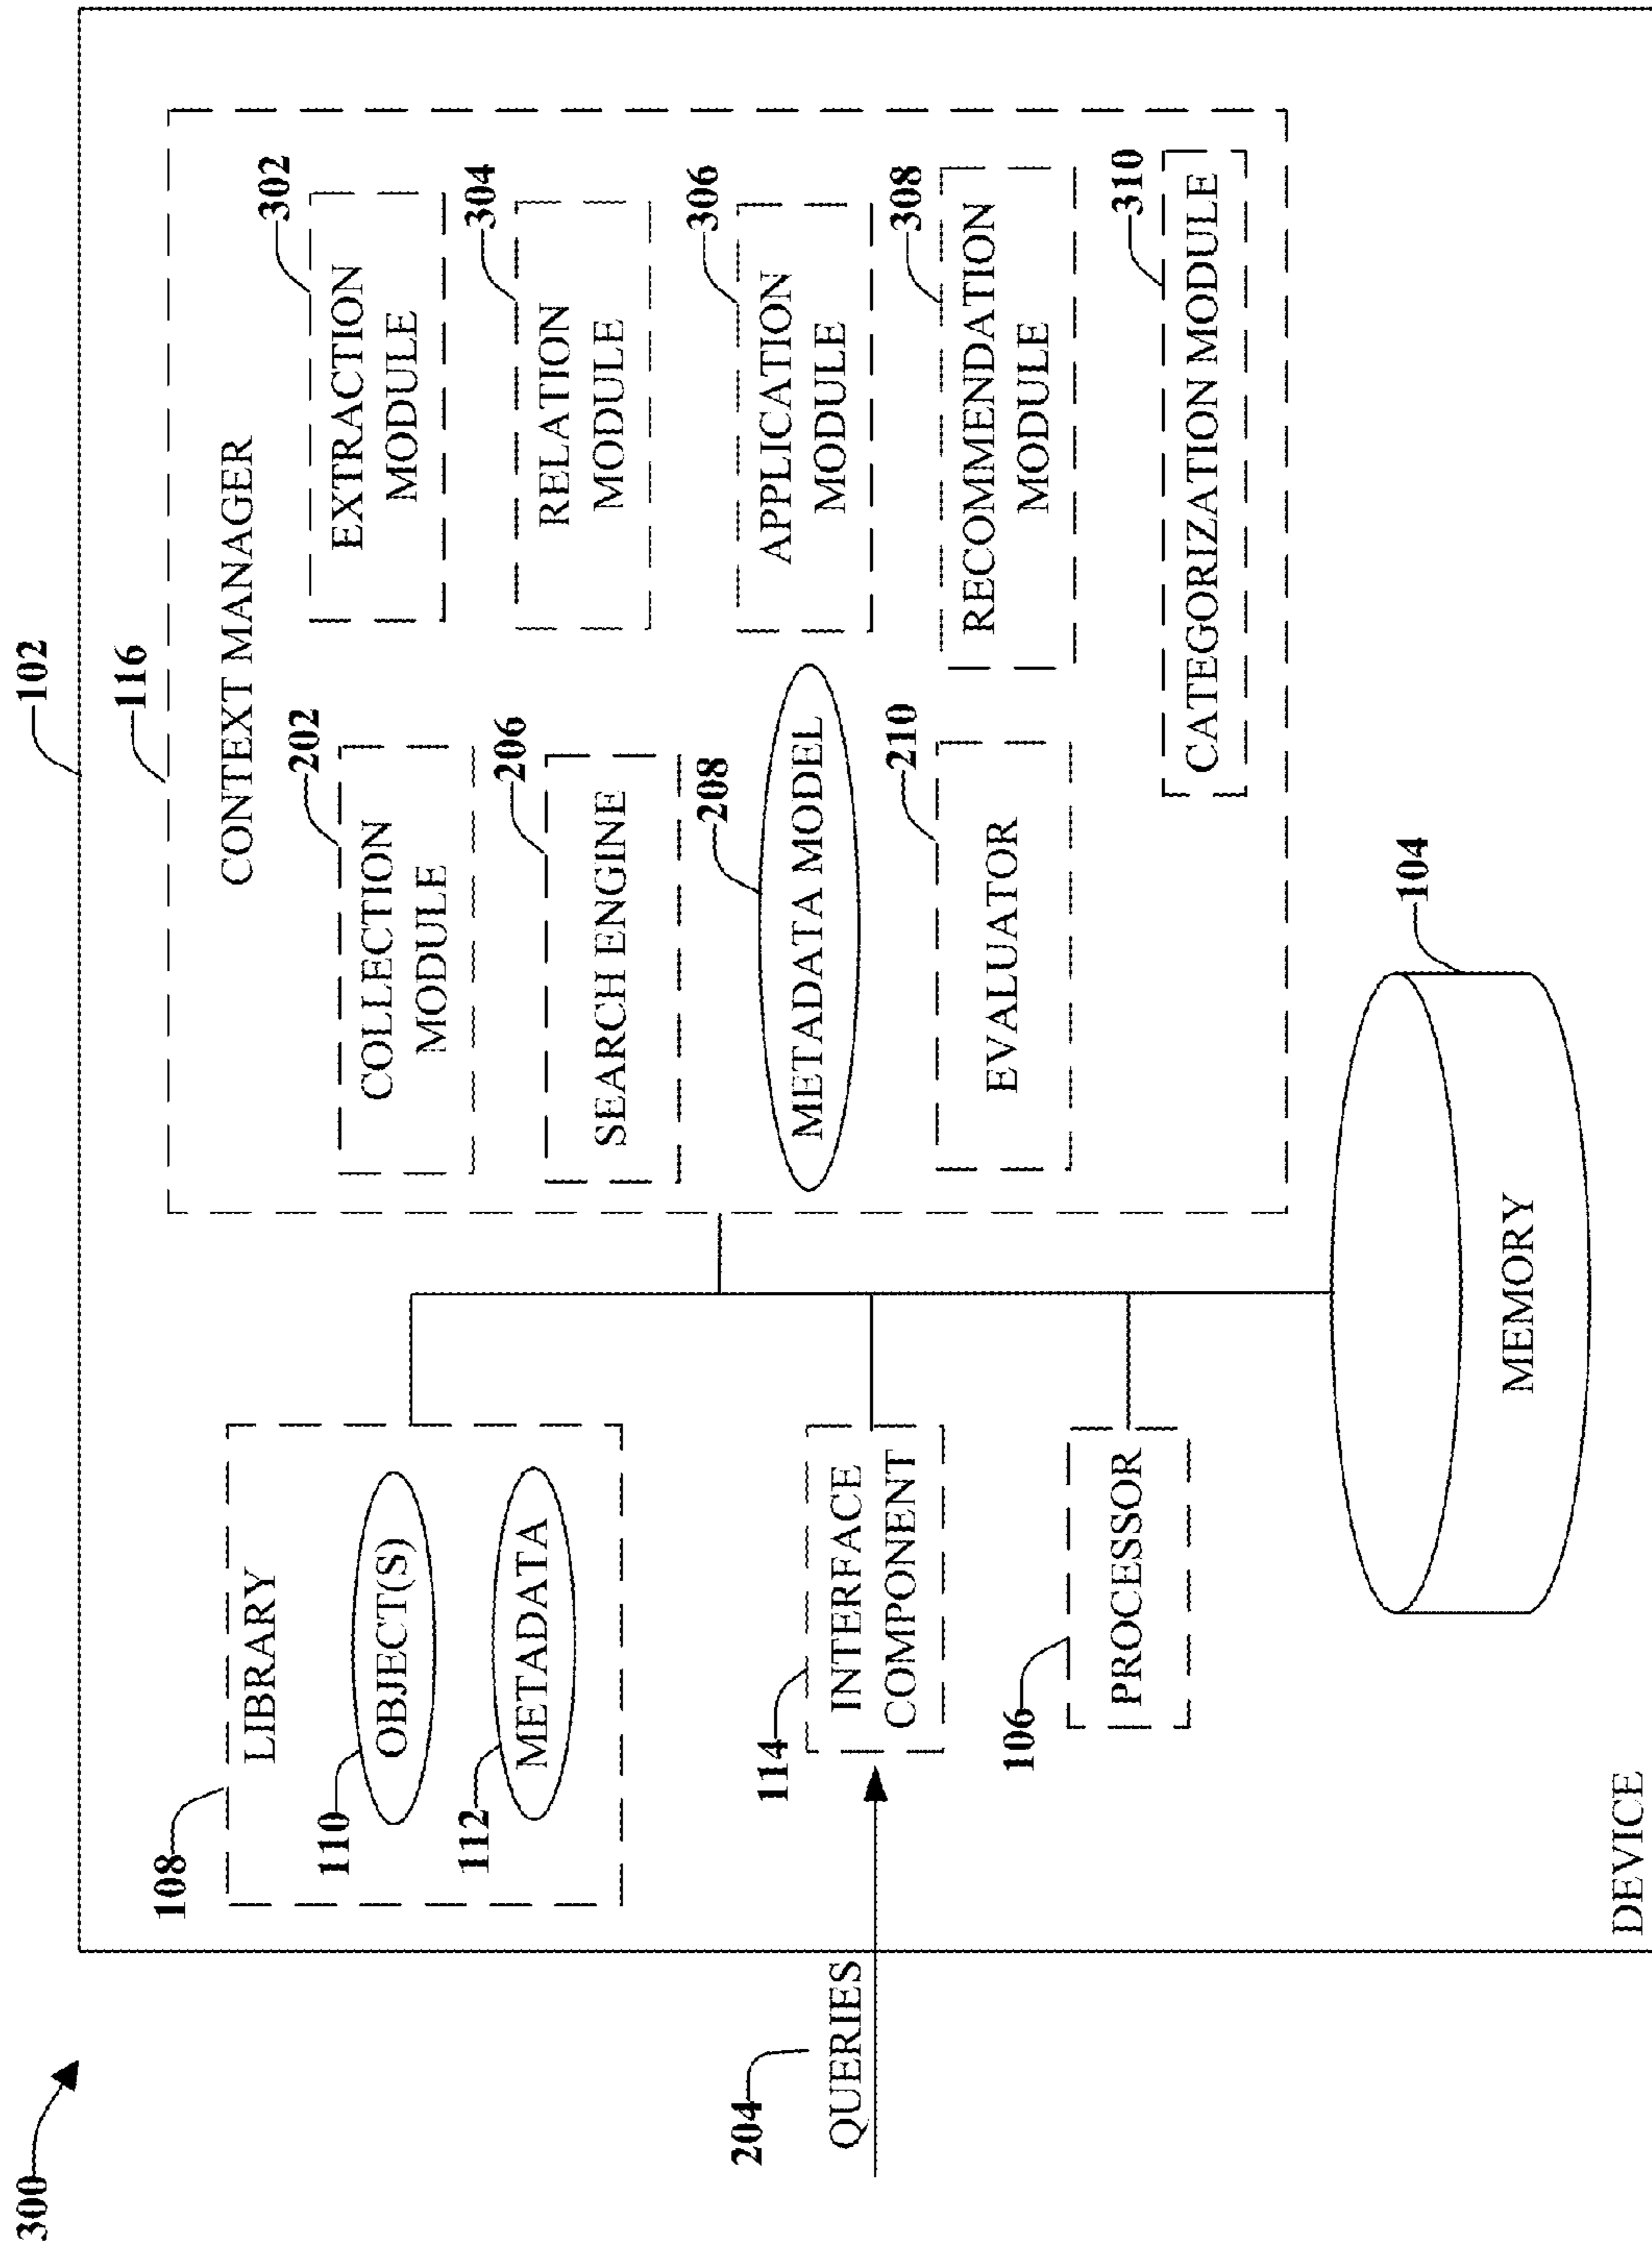 300
102
116
CONTEXT MANAGER
108
LIBRARY
110
OBJECT(S)
112
METADATA
202
COLLECTION
MODULE
302
EXTRACTION
MODULE
206
SEARCH ENGINE
304
RELATION
MODULE
204
QUERIES
114
INTERFACE
COMPONENT
208
METADATA MODEL
306
APPLICATION
MODULE
106
PROCESSOR
210
EVALUATOR
308
RECOMMENDATION
MODULE
310
CATEGORIZATION MODULE
104
MEMORY
DEVICE